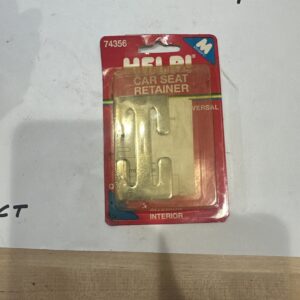 74356
HELP!
CAR SEAT
RETAINER
VERSAL
INTERIOR
CT